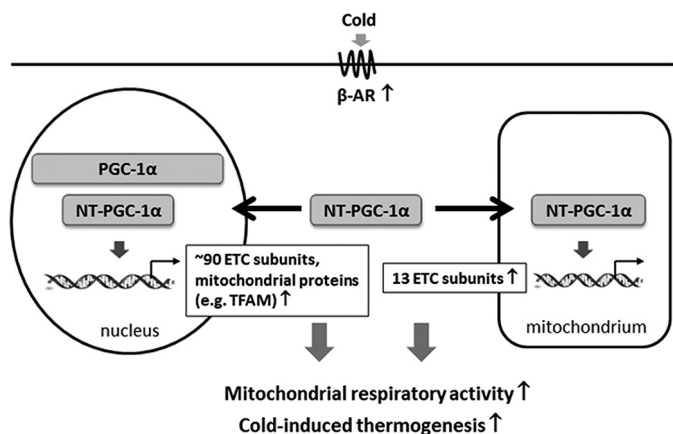 Cold
β-AR ↑
PGC-1α
NT-PGC-1α
NT-PGC-1α
NT-PGC-1α
~90 ETC subunits,
mitochondrial proteins
(e.g. TFAM) ↑
13 ETC subunits ↑
nucleus
mitochondrium
Mitochondrial respiratory activity ↑
Cold-induced thermogenesis ↑